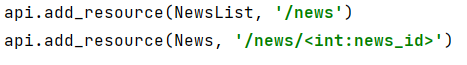 api.add_resource(NewsList, '/news')
api.add_resource(News, '/news/<int:news_id>')